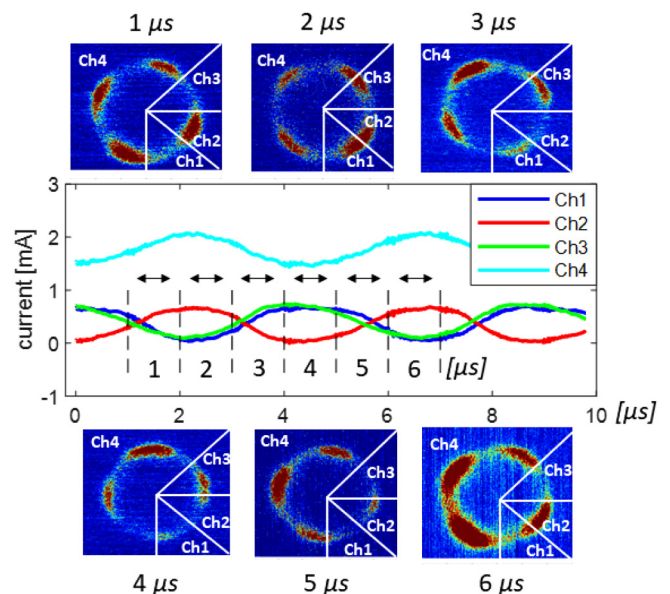 1 μs 2 μs 3 μs
Ch4 Ch3 Ch2 Ch1
Ch4 Ch3 Ch2 Ch1
Ch4 Ch3 Ch2 Ch1
3
2
1
0
-1
current [mA]
Ch1
Ch2
Ch3
Ch4
1 2 3 4 5 6 [μs]
0 2 4 6 8 10 [μs]
Ch4 Ch3 Ch2 Ch1
Ch4 Ch3 Ch2 Ch1
Ch4 Ch3 Ch2 Ch1
4 μs 5 μs 6 μs